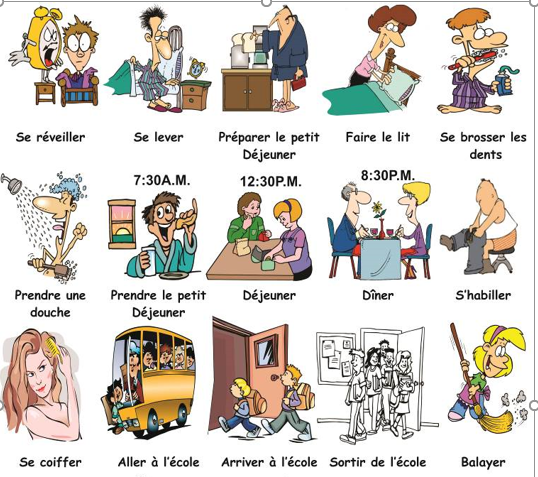 Se réveiller
Se lever
Préparer le petit
Déjeuner
Faire le lit
Se brosser les
dents
7:30A.M.
12:30P.M.
8:30P.M.
Prendre une
douche
Prendre le petit
Déjeuner
Déjeuner
Dîner
S'habiller
Se coiffer
Aller à l'école
Arriver à l'école
Sortir de l'école
Balayer